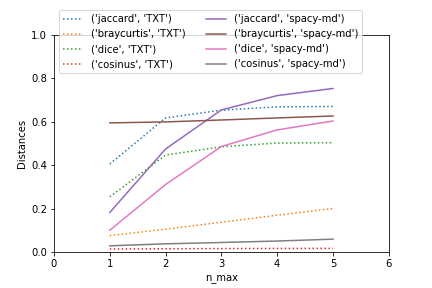 ('jaccard', 'TXT')
('braycurtis', 'TXT')
('dice', 'TXT')
('cosinus', 'TXT')
('jaccard', 'spacy-md')
('braycurtis', 'spacy-md')
('dice', 'spacy-md')
('cosinus', 'spacy-md')
1.0
0.8
0.6
0.4
0.2
0.0
Distances
0 1 2 3 4 5 6
n_max